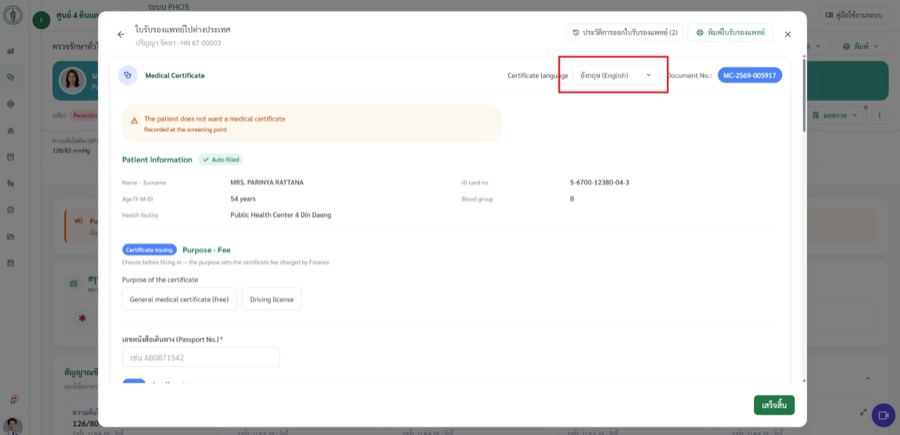 ระบบ PHCIS
ศูนย์ 4 ดินแดง
ใบรับรองแพทย์ไปต่างประเทศ
ปริญญา รัตนา · HN 67-00003
ประวัติการออกใบรับรองแพทย์ (2)
พิมพ์ใบรับรองแพทย์
คู่มือใช้งานระบบ
พิมพ์
Medical Certificate
Certificate language
อังกฤษ (English)
Document No.:
MC-2569-005917
The patient does not want a medical certificate
Recorded at the screening point
128/82 mmHg
Patient information
Auto-filled
Name - Surname
MRS. PARINYA RATTANA
ID card no.
5-6700-12380-04-3
Age (Y-M-D)
54 years
Blood group
B
Health facility
Public Health Center 4 Din Daeng
Certificate issuing
Purpose · Fee
Choose before filling in — the purpose sets the certificate fee charged by Finance
Purpose of the certificate
General medical certificate (free)
Driving license
เลขหนังสือเดินทาง (Passport No.)*
เช่น AB0871542
เสร็จสิ้น